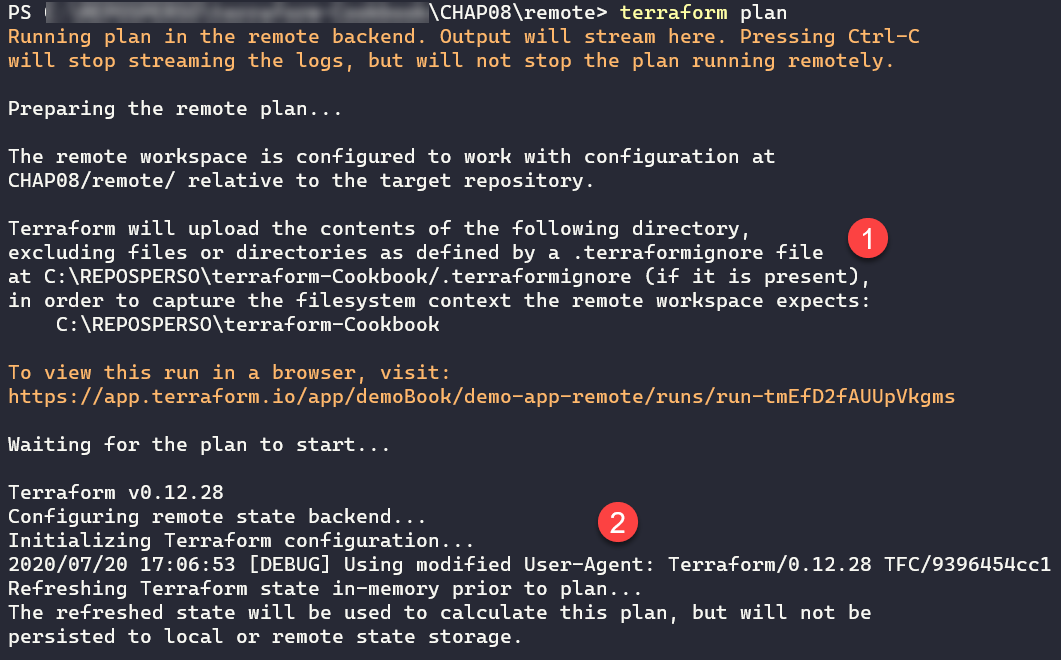 PS \CHAP08\remote> terraform plan
Running plan in the remote backend. Output will stream here. Pressing Ctrl-C
will stop streaming the logs, but will not stop the plan running remotely.
Preparing the remote plan...
The remote workspace is configured to work with configuration at
CHAP08/remote/ relative to the target repository.
Terraform will upload the contents of the following directory,
1
excluding files or directories as defined by a .terraformignore file
at C:\REPOSPERSO\terraform-Cookbook/.terraformignore (if it is present),
in order to capture the filesystem context the remote workspace expects:
C:\REPOSPERSO\terraform-Cookbook
To view this run in a browser, visit:
https://app.terraform.io/app/demoBook/demo-app-remote/runs/run-tmEfD2fAUUpVkgms
Waiting for the plan to start...
Terraform v0.12.28
Configuring remote state backend...
2
Initializing Terraform configuration...
2020/07/20 17:06:53 [DEBUG] Using modified User-Agent: Terraform/0.12.28 TFC/9396454cc1
Refreshing Terraform state in-memory prior to plan...
The refreshed state will be used to calculate this plan, but will not be
persisted to local or remote state storage.